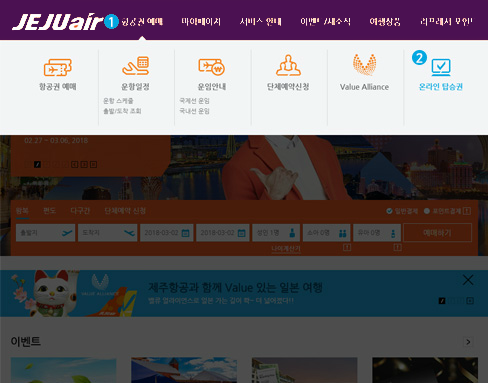 JEJUair 1 항공권 예매 마이페이지 서비스 안내 이벤트/새소식 여행상품 리프레시 포인트
2
항공권 예매 운항일정 운임안내 단체예약신청 Value Alliance 온라인 탑승권
운항 스케줄 국제선 운임
출발/도착 조회 국내선 운임
02.27 ~ 03.06, 2018
왕복 편도 다구간 단체예약 신청 일반결제 포인트결제
출발지 도착지 2018-03-02 2018-03-02 성인 1명 소아 0명 유아 0명 예매하기
나이계산기
제주항공과 함께 Value 있는 일본 여행
이벤트